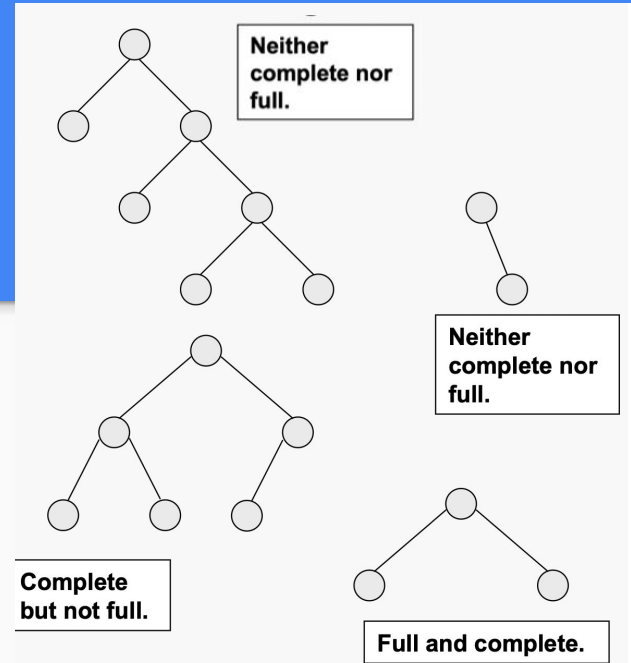 Neither
complete nor
full.
Neither
complete nor
full.
Complete
but not full.
Full and complete.